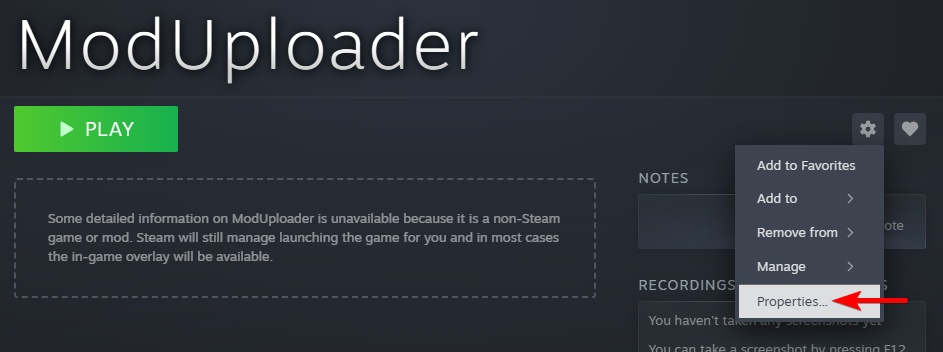 ModUploader
PLAY
Some detailed information on ModUploader is unavailable because it is a non-Steam
game or mod. Steam will still manage launching the game for you and in most cases
the in-game overlay will be available.
NOTES
ote
Add to Favorites
Add to
Remove from
Manage
Properties...
RECORDINGS
S
You haven't taken any screenshots yet
You can take a screenshot by pressing F12